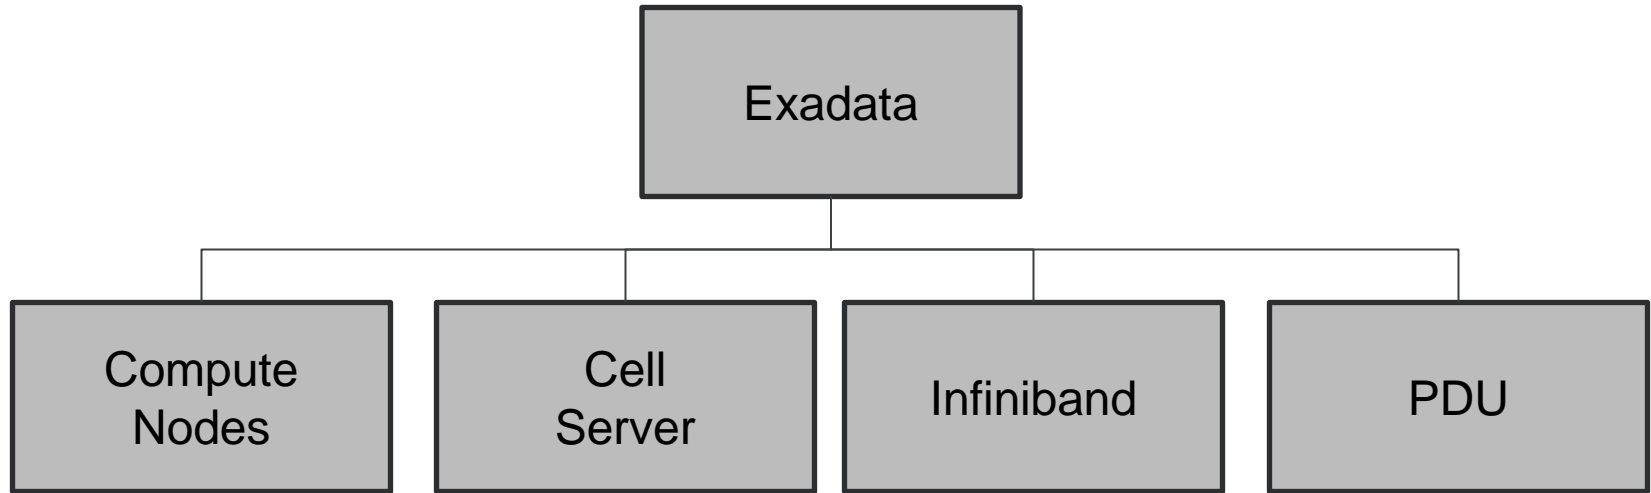 Exadata
Compute
Nodes
Cell
Server
Infiniband
PDU